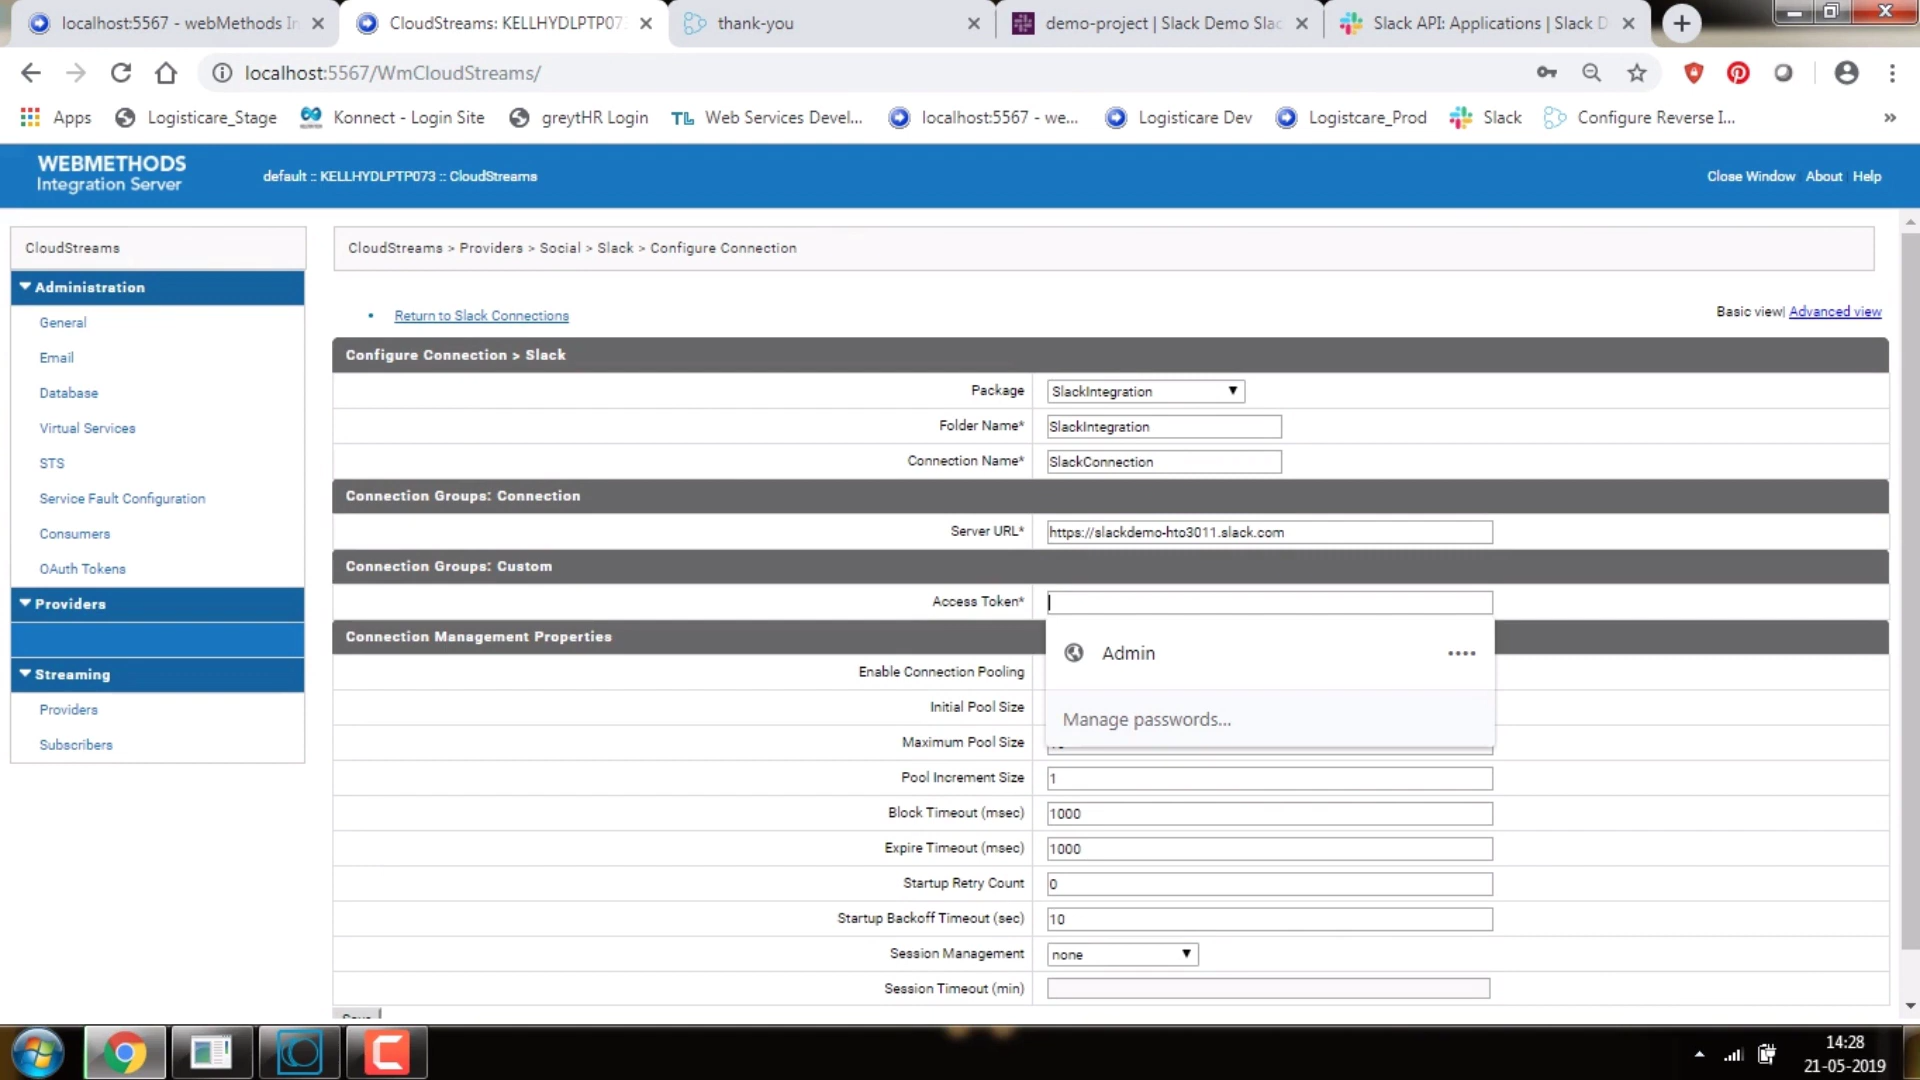 localhost:5567 - webMethods In
CloudStreams: KELLHYDLPTP073
thank-you
demo-project | Slack Demo Slac
Slack API: Applications | Slack D
localhost:5567/WmCloudStreams/
Apps
Logisticare_Stage
Konnect - Login Site
greytHR Login
TL Web Services Devel...
localhost:5567 - we...
Logisticare Dev
Logistcare_Prod
Slack
Configure Reverse I...
»
WEBMETHODS
Integration Server
default :: KELLHYDLPTP073 :: CloudStreams
Close Window About Help
CloudStreams
Administration
General
Email
Database
Virtual Services
STS
Service Fault Configuration
Consumers
OAuth Tokens
Providers
Streaming
Providers
Subscribers
CloudStreams > Providers > Social > Slack > Configure Connection
• Return to Slack Connections
Basic view| Advanced view
Configure Connection > Slack
Package SlackIntegration
Folder Name* SlackIntegration
Connection Name* SlackConnection
Connection Groups: Connection
Server URL* https://slackdemo-hto3011.slack.com
Connection Groups: Custom
Access Token*
Admin ••••
Manage passwords...
Connection Management Properties
Enable Connection Pooling
Initial Pool Size
Maximum Pool Size
Pool Increment Size 1
Block Timeout (msec) 1000
Expire Timeout (msec) 1000
Startup Retry Count 0
Startup Backoff Timeout (sec) 10
Session Management none
Session Timeout (min)
14:28
21-05-2019